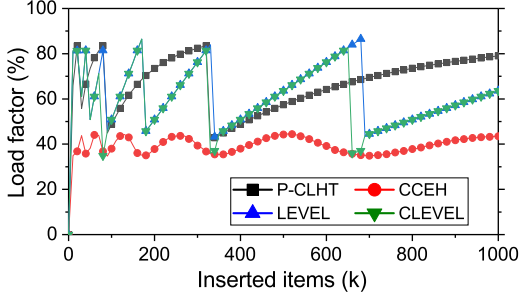 100
80
60
40
20
0
Load factor (%)
P-CLHT
CCEH
LEVEL
CLEVEL
0
200
400
600
800
1000
Inserted items (k)